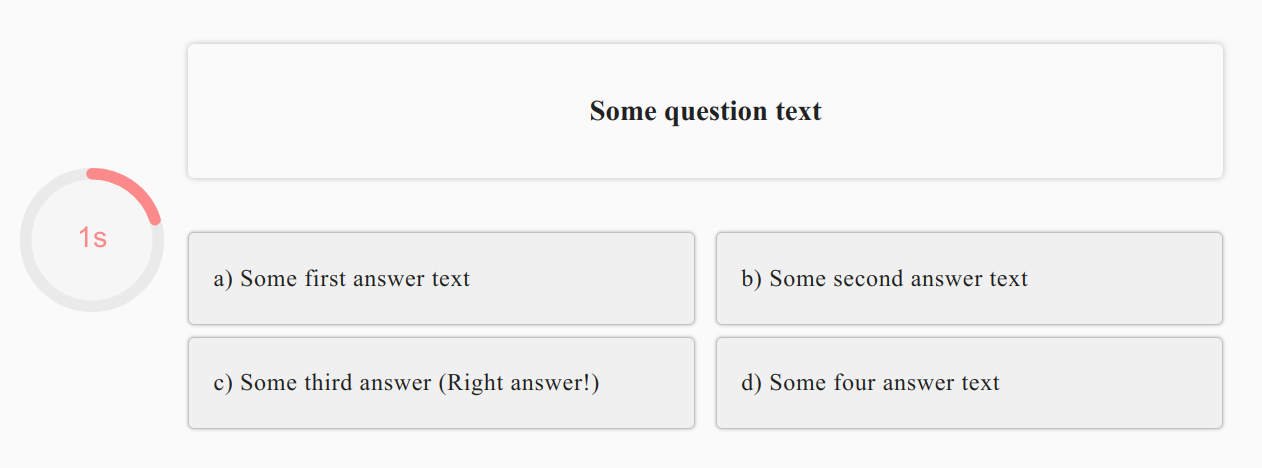 Some question text
1s
a) Some first answer text
b) Some second answer text
c) Some third answer (Right answer!)
d) Some four answer text